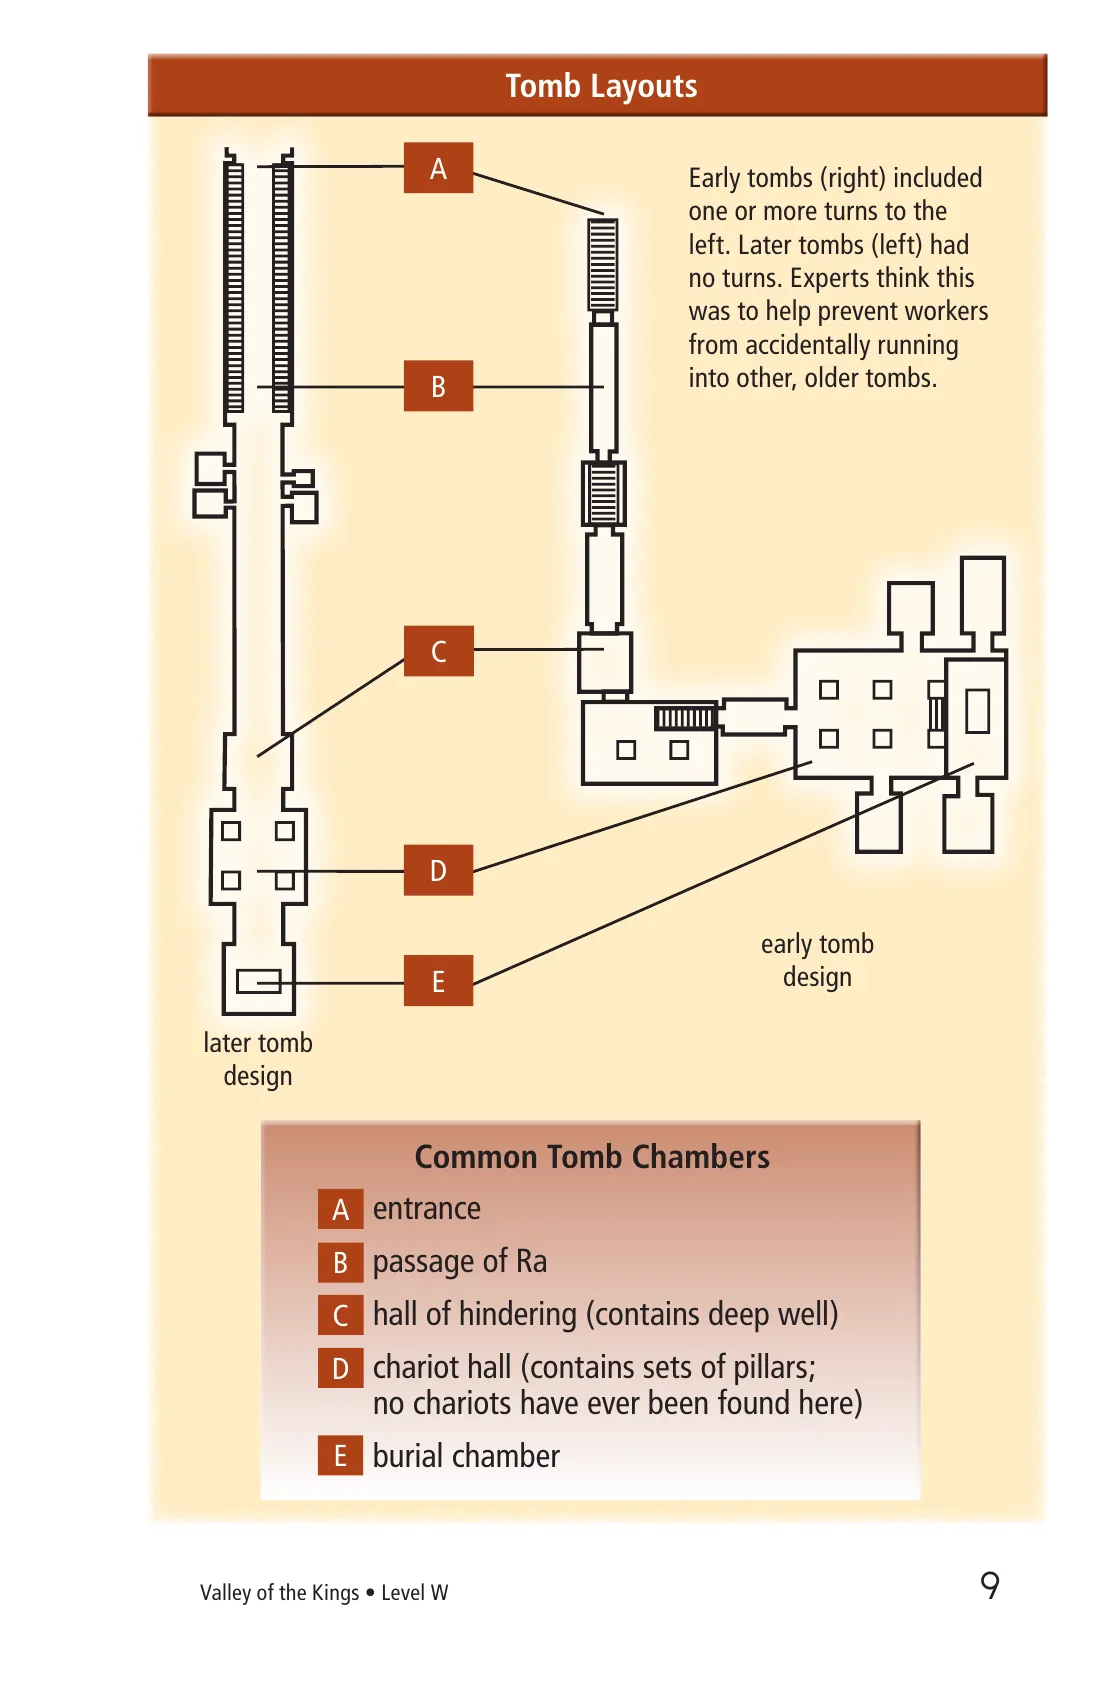 Tomb Layouts
A
Early tombs (right) included
one or more turns to the
left. Later tombs (left) had
no turns. Experts think this
was to help prevent workers
from accidentally running
into other, older tombs.
B
C
D
E
early tomb
design
later tomb
design
Common Tomb Chambers
A entrance
B passage of Ra
C hall of hindering (contains deep well)
D chariot hall (contains sets of pillars;
no chariots have ever been found here)
E burial chamber
Valley of the Kings • Level W
9